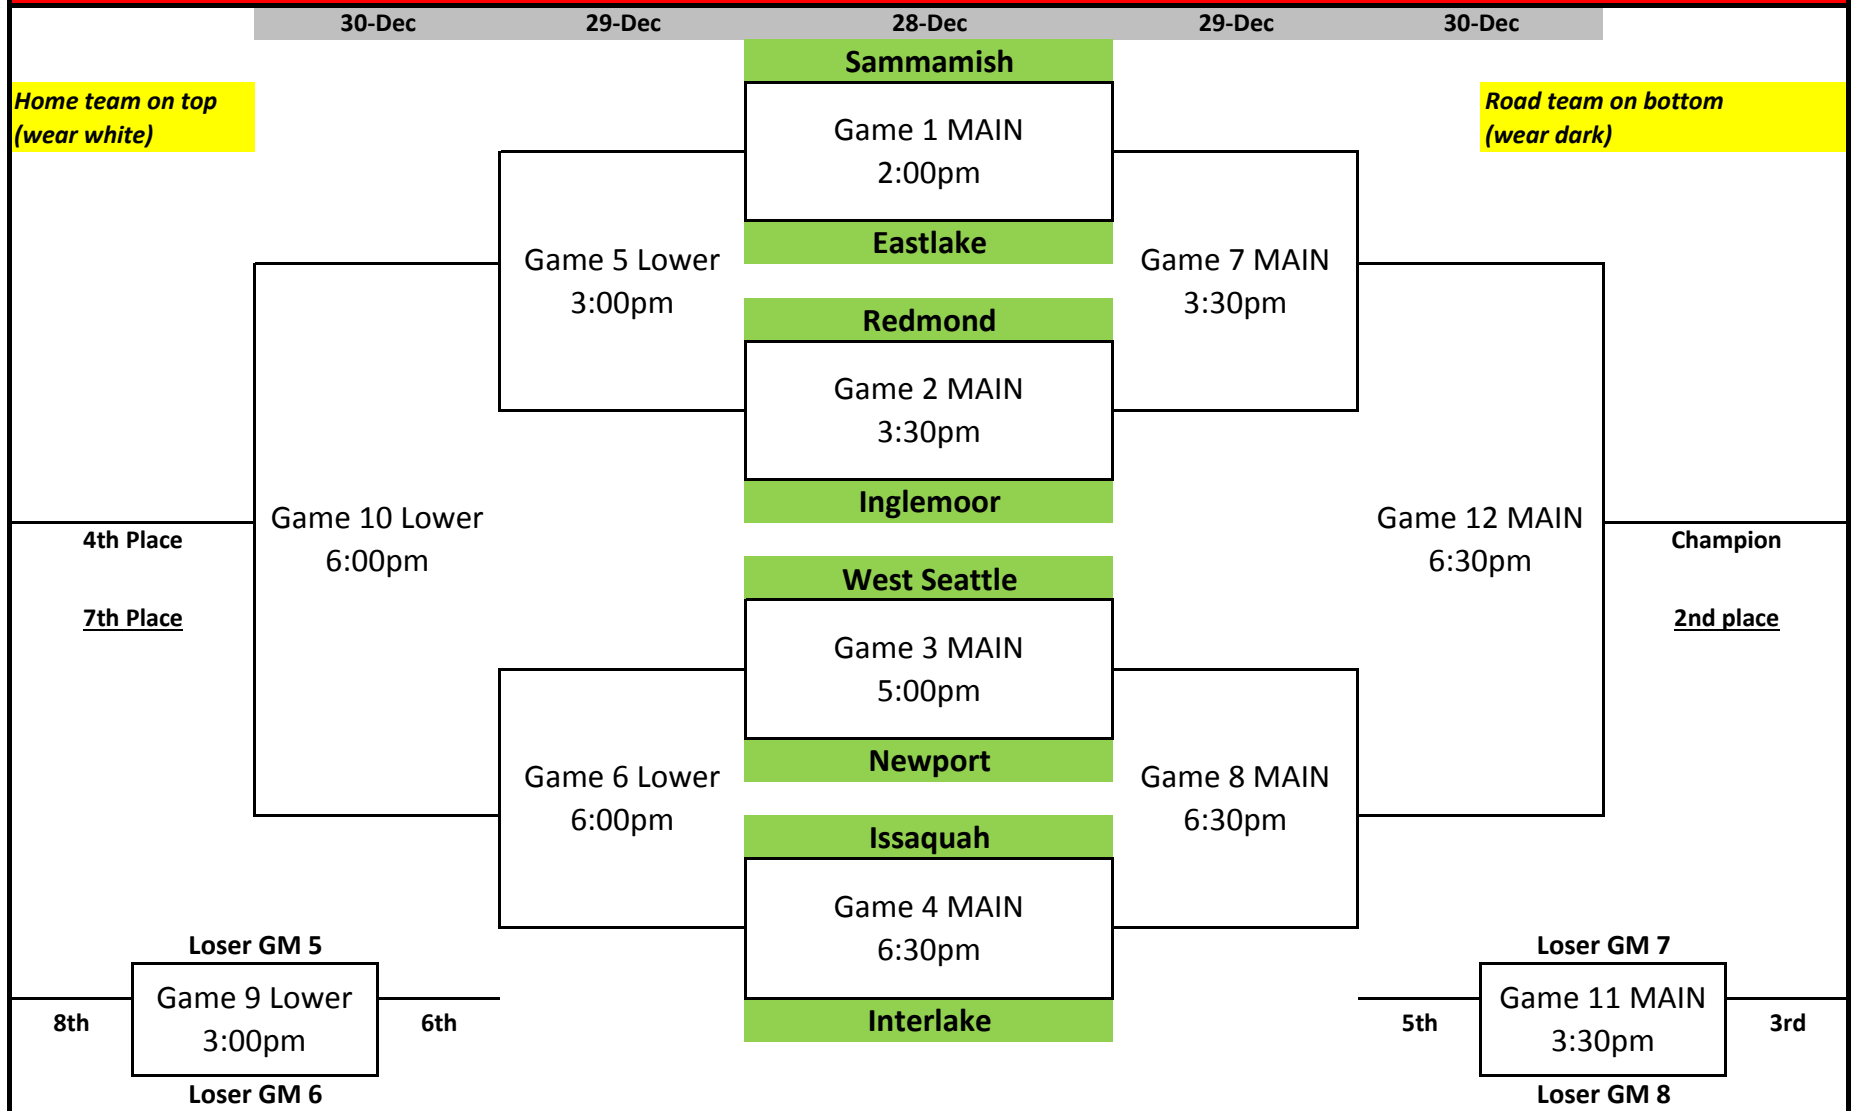 30-Dec 29-Dec 28-Dec 29-Dec 30-Dec
Sammamish
Home team on top
(wear white)
Road team on bottom
(wear dark)
Game 1 MAIN
2:00pm
Eastlake
Game 5 Lower
3:00pm
Game 7 MAIN
3:30pm
Redmond
Game 2 MAIN
3:30pm
Inglemoor
Game 10 Lower
6:00pm
Game 12 MAIN
6:30pm
4th Place
Champion
West Seattle
7th Place
2nd place
Game 3 MAIN
5:00pm
Newport
Game 6 Lower
6:00pm
Game 8 MAIN
6:30pm
Issaquah
Game 4 MAIN
6:30pm
Interlake
Loser GM 5
Game 9 Lower
3:00pm
8th
6th
Loser GM 6
Loser GM 7
Game 11 MAIN
3:30pm
5th
3rd
Loser GM 8